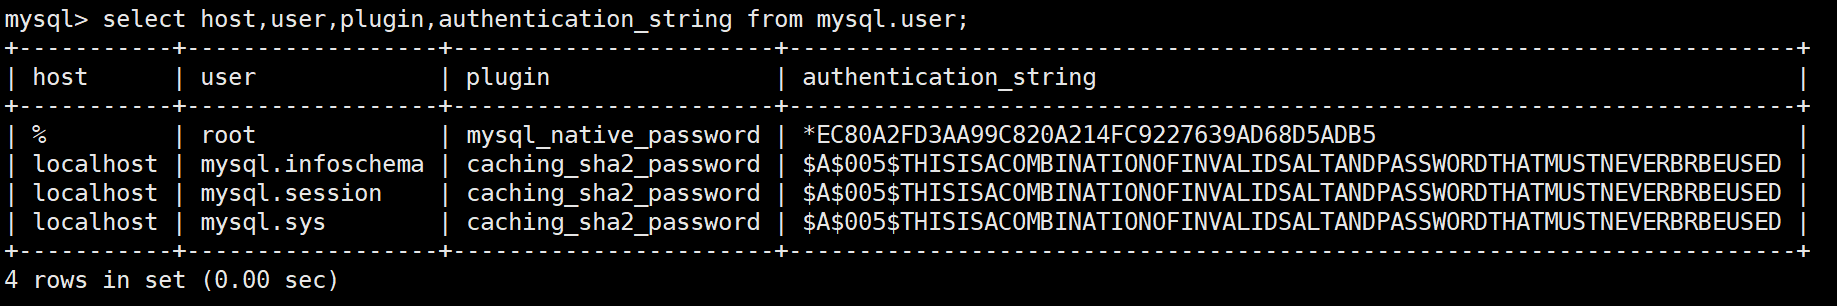 mysql> select host,user,plugin,authentication_string from mysql.user;
+-----------+------------------+-----------------------+------------------------------------------------------------------------+
| host      | user             | plugin                | authentication_string                                                  |
+-----------+------------------+-----------------------+------------------------------------------------------------------------+
| %         | root             | mysql_native_password | *EC80A2FD3AA99C820A214FC9227639AD68D5ADB5                              |
| localhost | mysql.infoschema | caching_sha2_password | $A$005$THISISACOMBINATIONOFINVALIDSALTANDPASSWORDTHATMUSTNEVERBRBEUSED |
| localhost | mysql.session    | caching_sha2_password | $A$005$THISISACOMBINATIONOFINVALIDSALTANDPASSWORDTHATMUSTNEVERBRBEUSED |
| localhost | mysql.sys        | caching_sha2_password | $A$005$THISISACOMBINATIONOFINVALIDSALTANDPASSWORDTHATMUSTNEVERBRBEUSED |
+-----------+------------------+-----------------------+------------------------------------------------------------------------+
4 rows in set (0.00 sec)